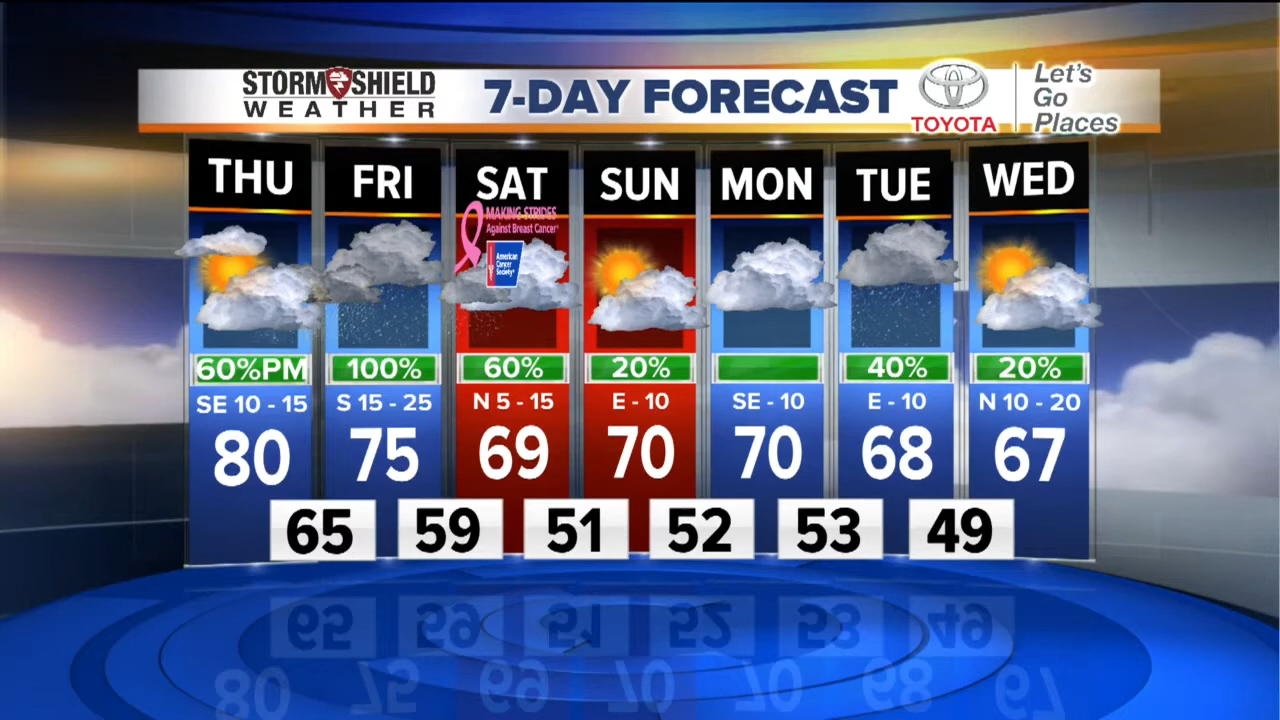 STORM SHIELD
WEATHER
7-DAY FORECAST
TOYOTA
Let's
Go
Places
THU FRI SAT SUN MON TUE WED
MAKING STRIDES
Against Breast Cancer
American
Cancer
Society
60%PM 100% 60% 20% 40% 20%
SE 10 - 15 S 15 - 25 N 5 - 15 E - 10 SE - 10 E - 10 N 10 - 20
80 75 69 70 70 68 67
65 59 51 52 53 49